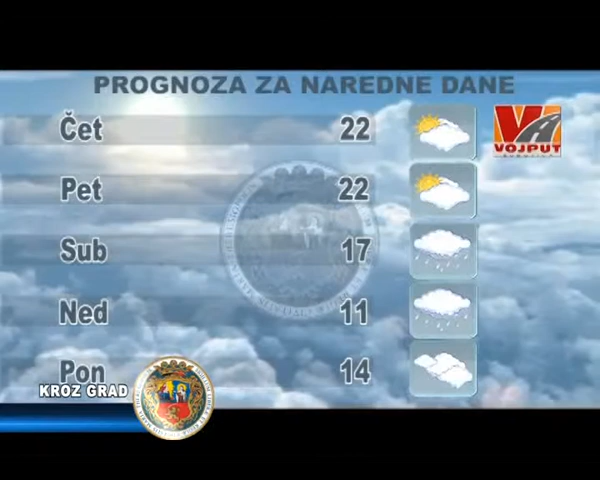 PROGNOZA ZA NAREDNE DANE
Čet 22
VOJPUT
Pet 22
Sub 17
Ned 11
Pon 14
KROZ GRAD